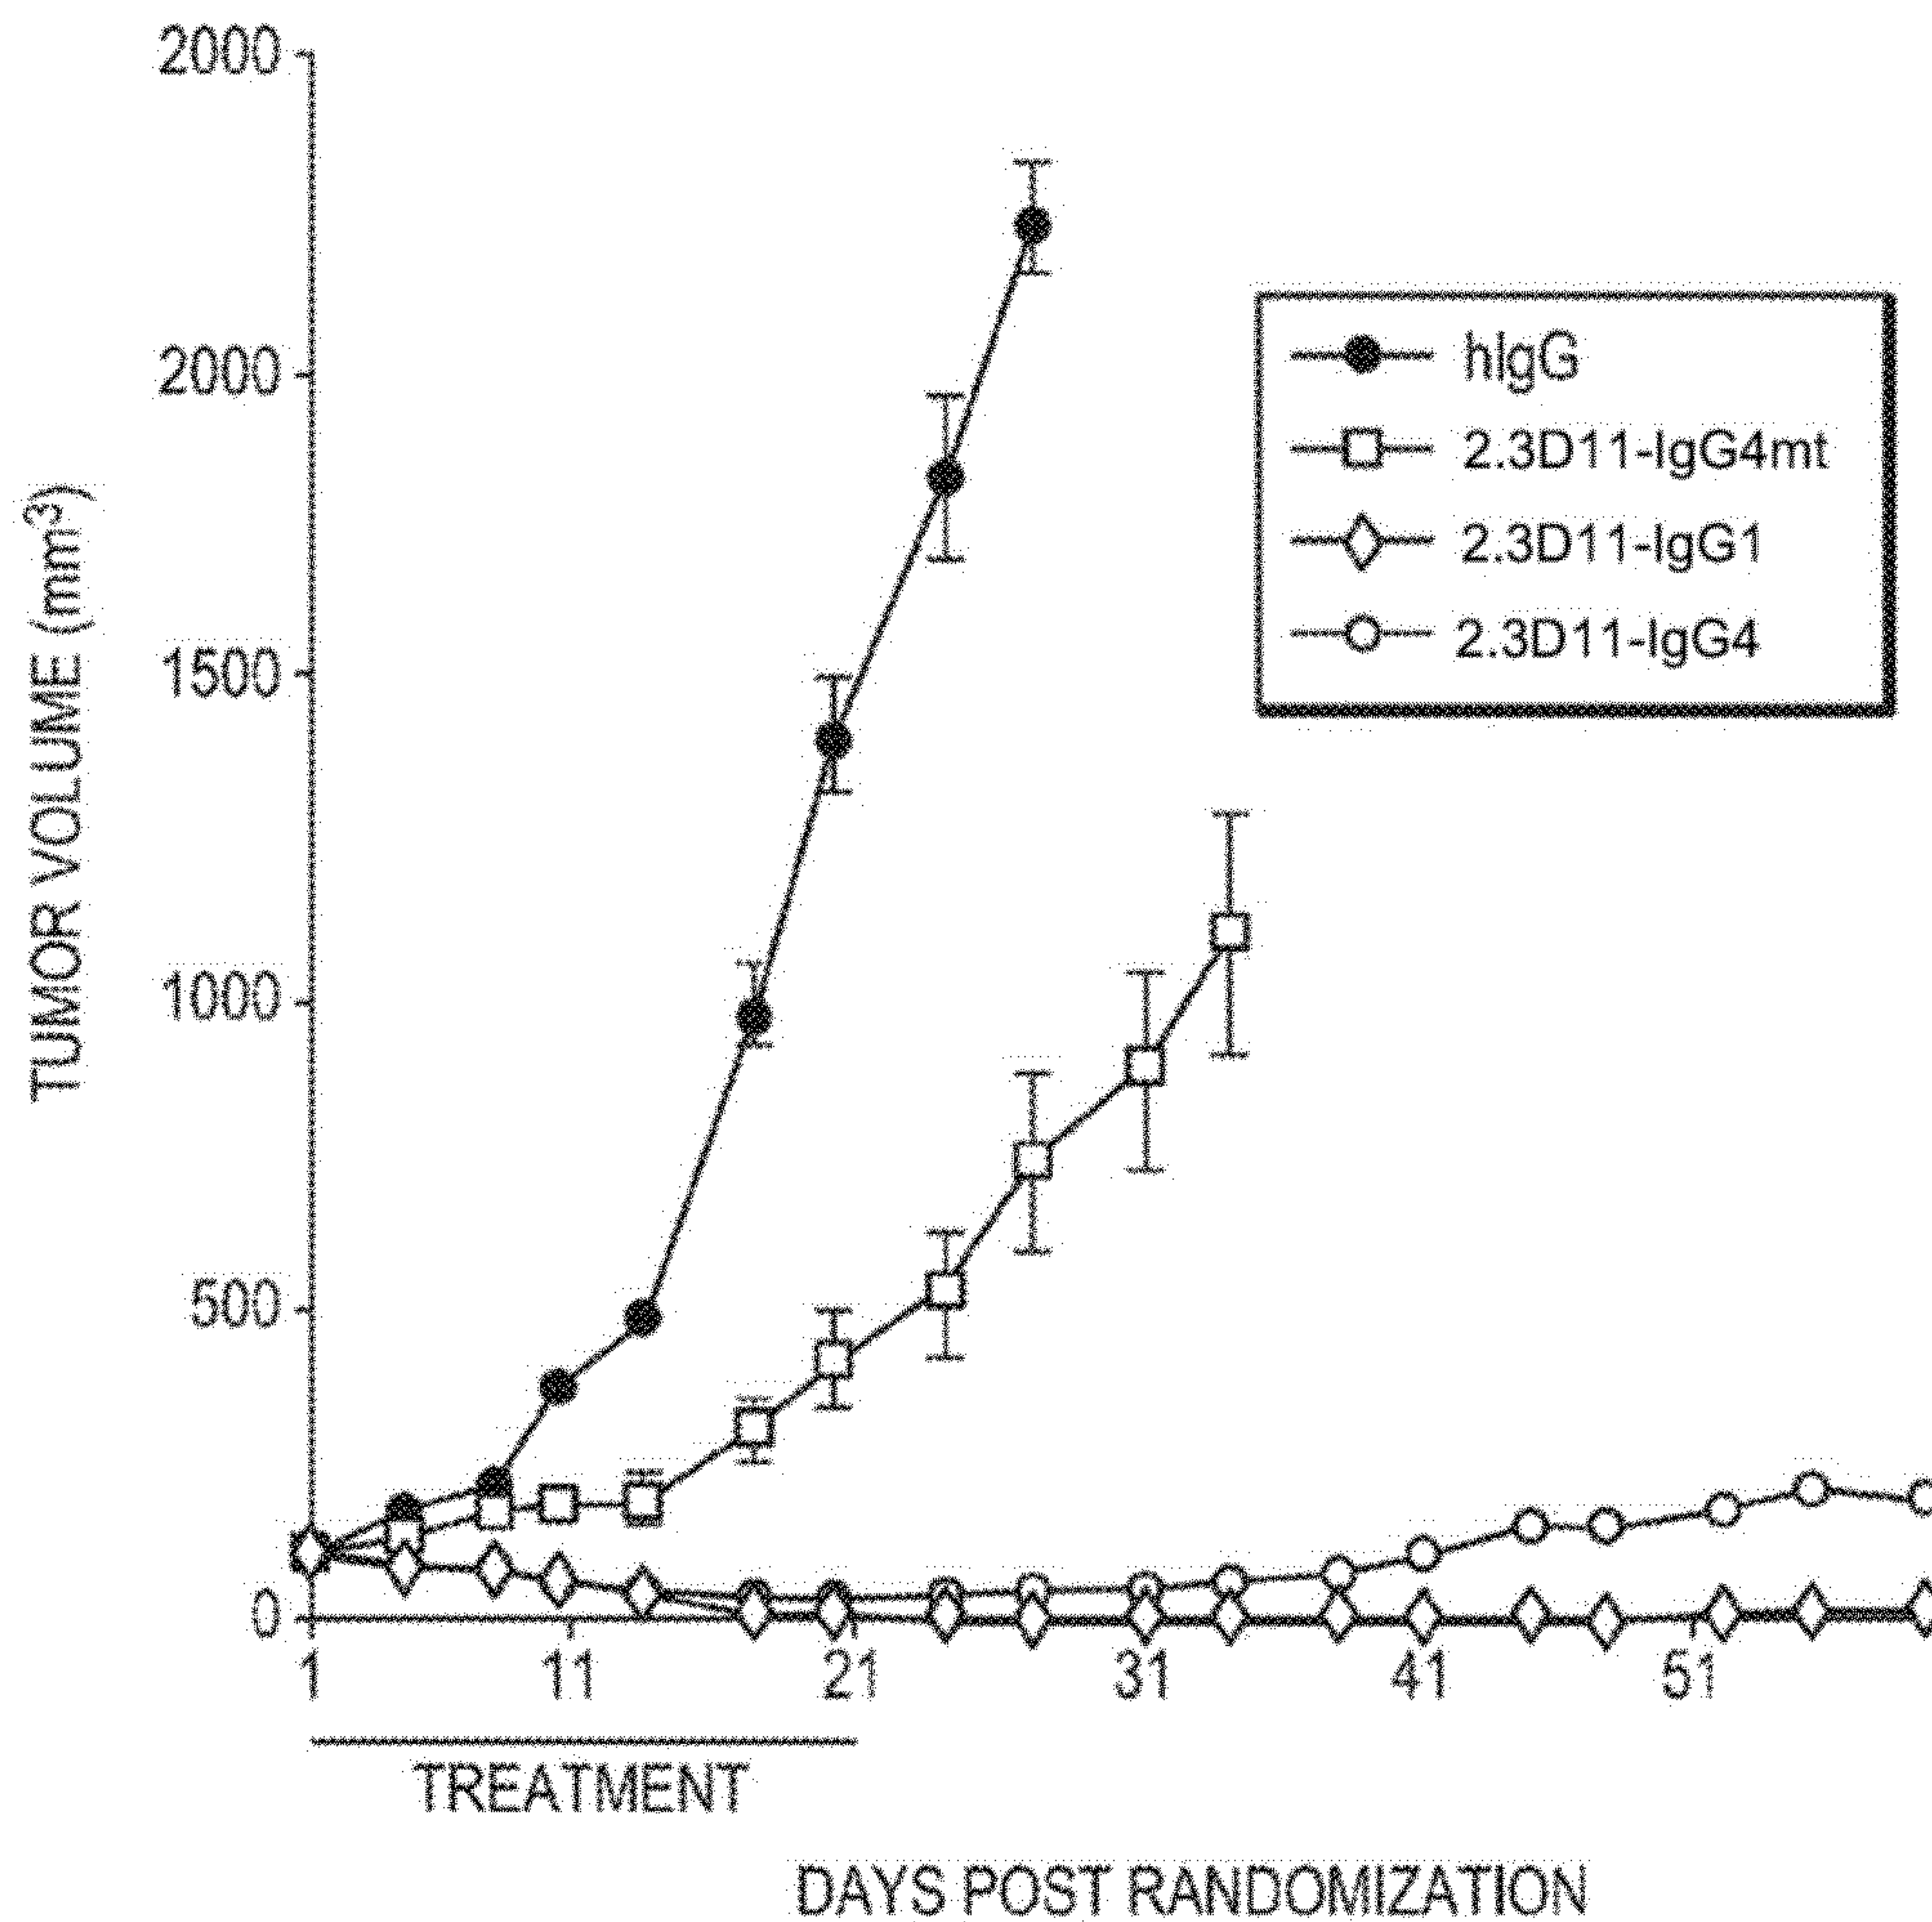 2000
2000
1500
1000
500
0
TUMOR VOLUME (mm³)
hIgG
2.3D11-IgG4mt
2.3D11-IgG1
2.3D11-IgG4
1 11 21 31 41 51
TREATMENT
DAYS POST RANDOMIZATION